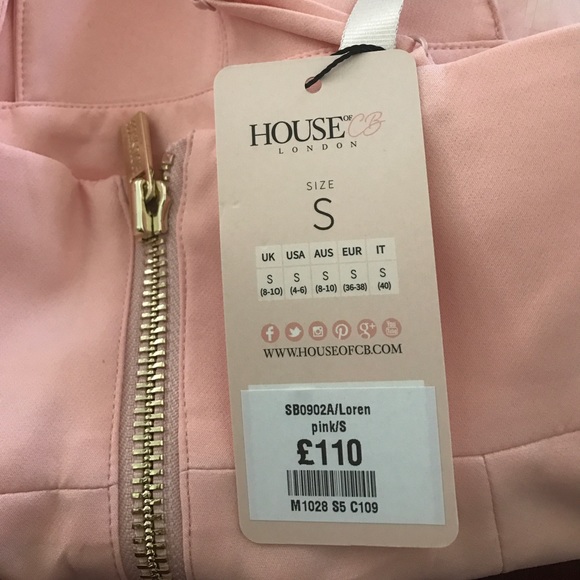 HOUSE OF CB
LONDON
SIZE
S
UK USA AUS EUR IT
S S S S S
(8-10) (4-6) (8-10) (36-38) (40)
WWW.HOUSEOFCB.COM
SB0902A/Loren
pink/S
£110
M1028 S5 C109